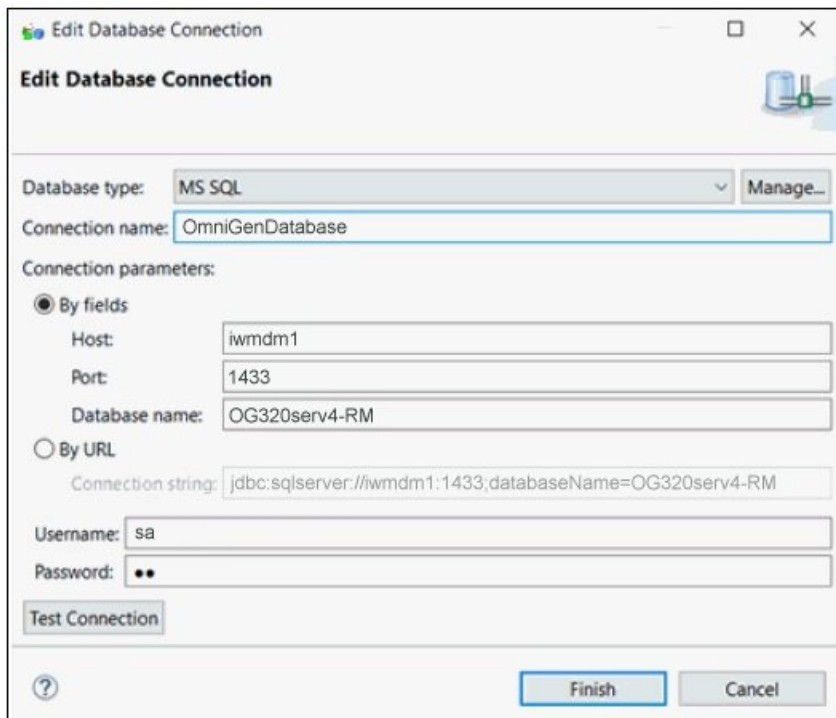 Edit Database Connection
Edit Database Connection
Database type: MS SQL Manage...
Connection name: OmniGenDatabase
Connection parameters:
By fields
Host: iwmdm1
Port: 1433
Database name: OG320serv4-RM
By URL
Connection string: jdbc:sqlserver://iwmdm1:1433;databaseName=OG320serv4-RM
Username: sa
Password: ••
Test Connection
? Finish Cancel